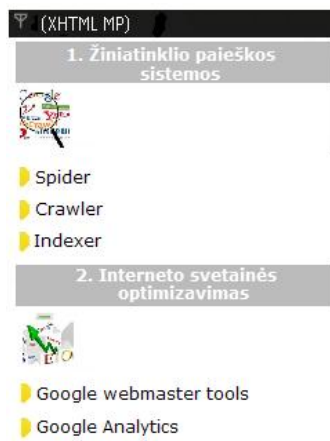 (XHTML MP)
1. Žiniatinklio paieškos
sistemos
Spider
Crawler
Indexer
2. Interneto svetainės
optimizavimas
Google webmaster tools
Google Analytics